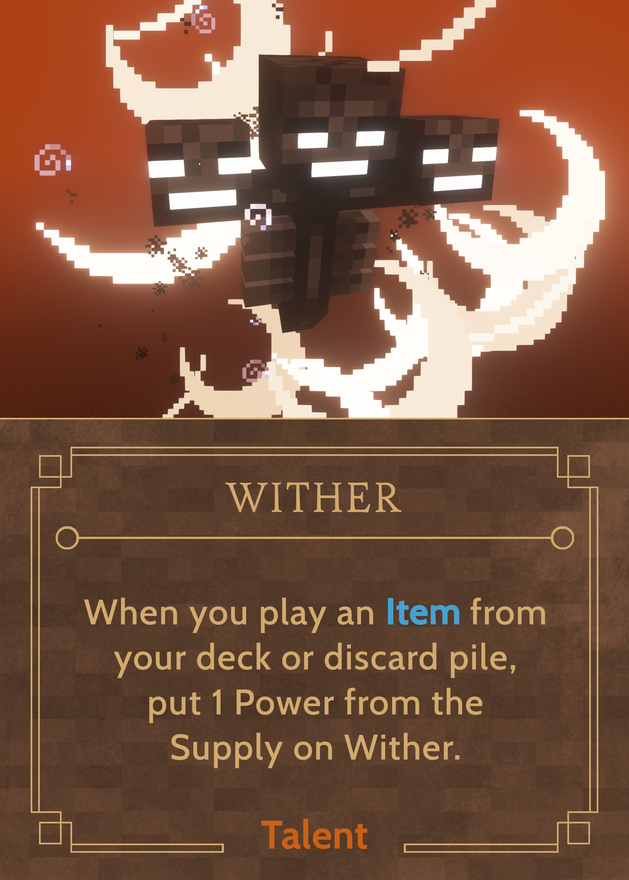 WITHER
When you play an Item from
your deck or discard pile,
put 1 Power from the
Supply on Wither.
Talent